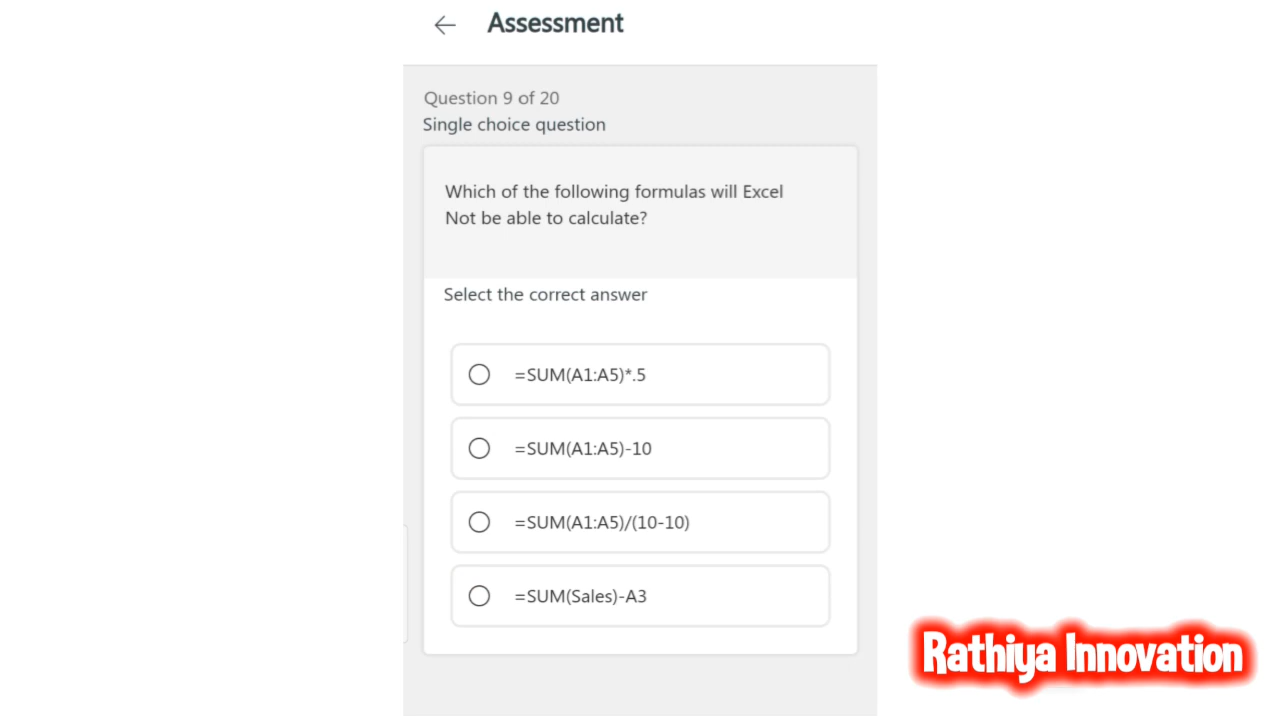 Assessment
Question 9 of 20
Single choice question
Which of the following formulas will Excel
Not be able to calculate?
Select the correct answer
=SUM(A1:A5)*.5
=SUM(A1:A5)-10
=SUM(A1:A5)/(10-10)
=SUM(Sales)-A3
Rathiya Innovation